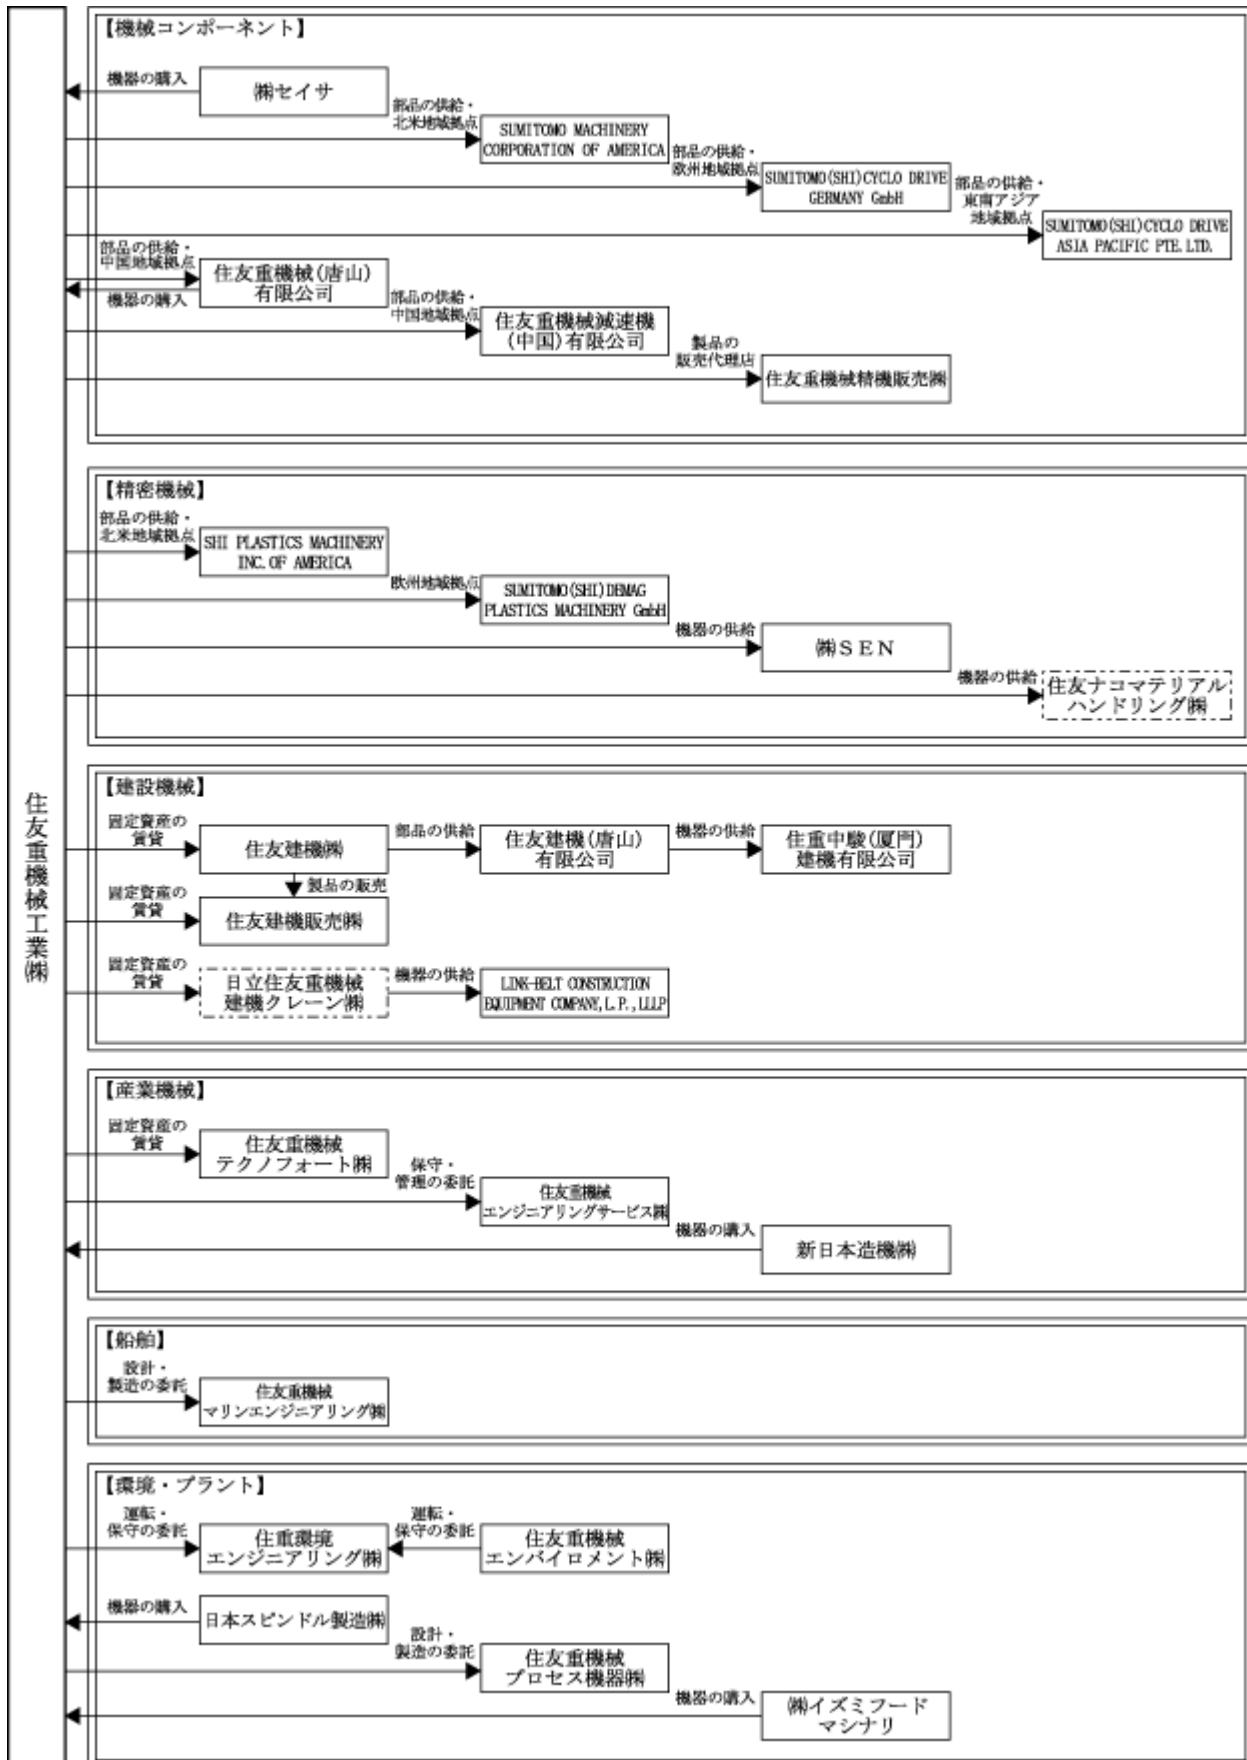 住友重機械工業㈱
【機械コンポーネント】
機器の購入
㈱セイサ
部品の供給・
北米地域拠点
SUMITOMO MACHINERY
CORPORATION OF AMERICA
部品の供給・
欧州地域拠点
SUMITOMO(SHI)CYCLO DRIVE
GERMANY GmbH
部品の供給・
東南アジア
地域拠点
SUMITOMO(SHI)CYCLO DRIVE
ASIA PACIFIC PTE.LTD.
部品の供給・
中国地域拠点
機器の購入
住友重機械(唐山)
有限公司
部品の供給・
中国地域拠点
住友重機械減速機
(中国)有限公司
製品の
販売代理店
住友重機械精機販売㈱
【精密機械】
部品の供給・
北米地域拠点
SHI PLASTICS MACHINERY
INC.OF AMERICA
欧州地域拠点
SUMITOMO(SHI)DEMAG
PLASTICS MACHINERY GmbH
機器の供給
㈱ＳＥＮ
機器の供給
住友ナコマテリアル
ハンドリング㈱
【建設機械】
固定資産の
賃貸
住友建機㈱
部品の供給
住友建機(唐山)
有限公司
機器の供給
住重中駿(厦門)
建機有限公司
製品の販売
固定資産の
賃貸
住友建機販売㈱
固定資産の
賃貸
日立住友重機械
建機クレーン㈱
機器の供給
LINK-BELT CONSTRUCTION
EQUIPMENT COMPANY,L.P.,LLLP
【産業機械】
固定資産の
賃貸
住友重機械
テクノフォート㈱
保守・
管理の委託
住友重機械
エンジニアリングサービス㈱
機器の購入
新日本造機㈱
【船舶】
設計・
製造の委託
住友重機械
マリンエンジニアリング㈱
【環境・プラント】
運転・
保守の委託
住重環境
エンジニアリング㈱
運転・
保守の委託
住友重機械
エンバイロメント㈱
機器の購入
日本スピンドル製造㈱
設計・
製造の委託
住友重機械
プロセス機器㈱
機器の購入
㈱イズミフード
マシナリ